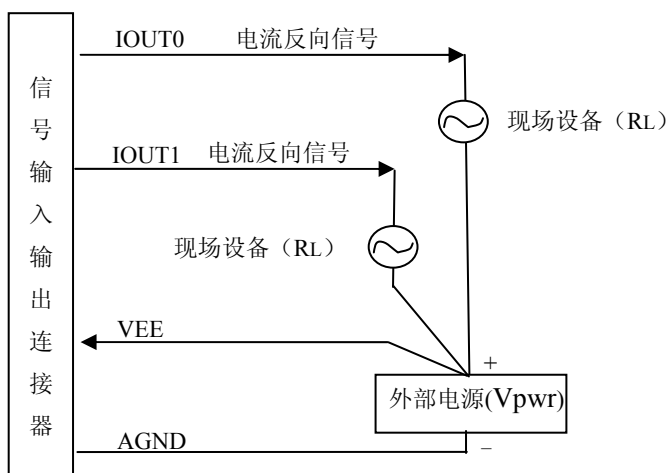 信号输入输出连接器
IOUT0 电流反向信号
现场设备（RL）
IOUT1 电流反向信号
现场设备（RL）
VEE
+
外部电源(Vpwr)
AGND
−